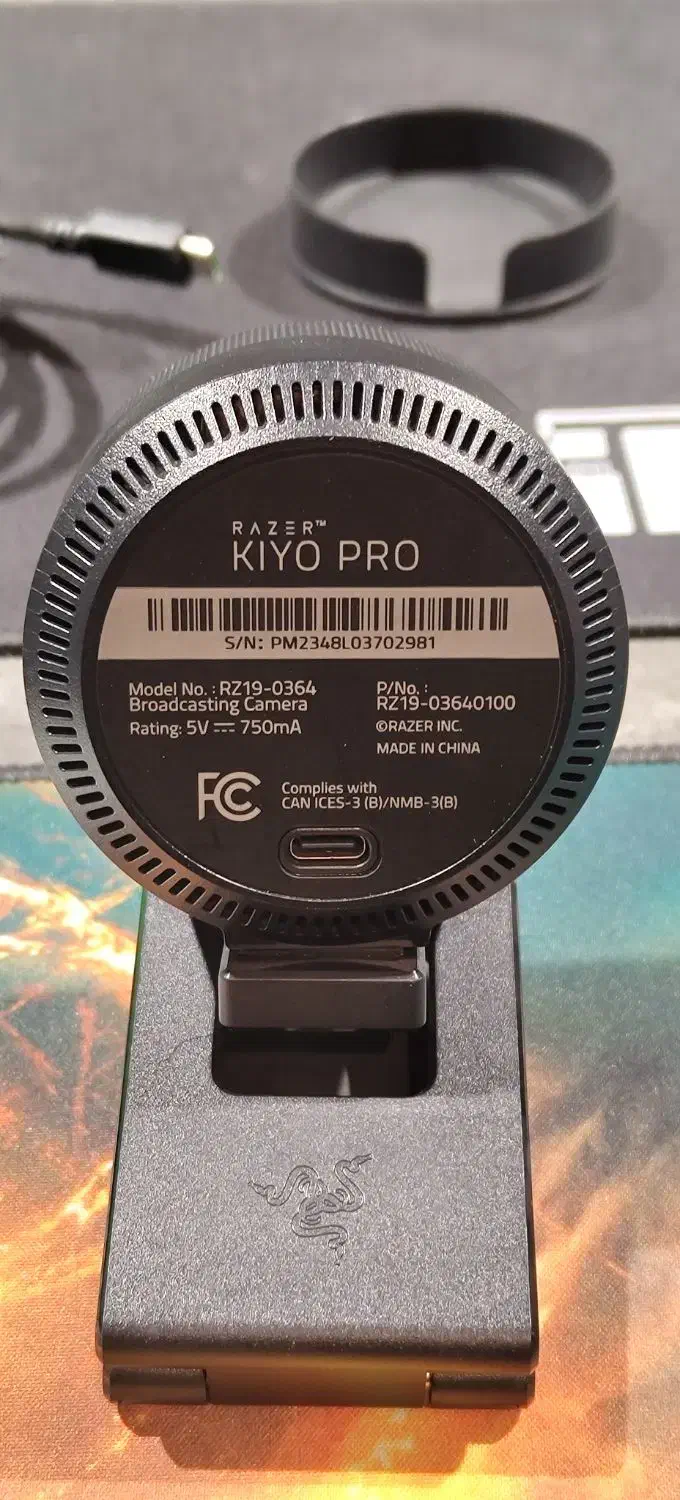 RAZER™
KIYO PRO
S/N: PM2348L03702981
Model No. : RZ19-0364
Broadcasting Camera
Rating: 5V ⎓ 750mA
P/No. :
RZ19-03640100
©RAZER INC.
MADE IN CHINA
FC
Complies with
CAN ICES-3 (B)/NMB-3(B)